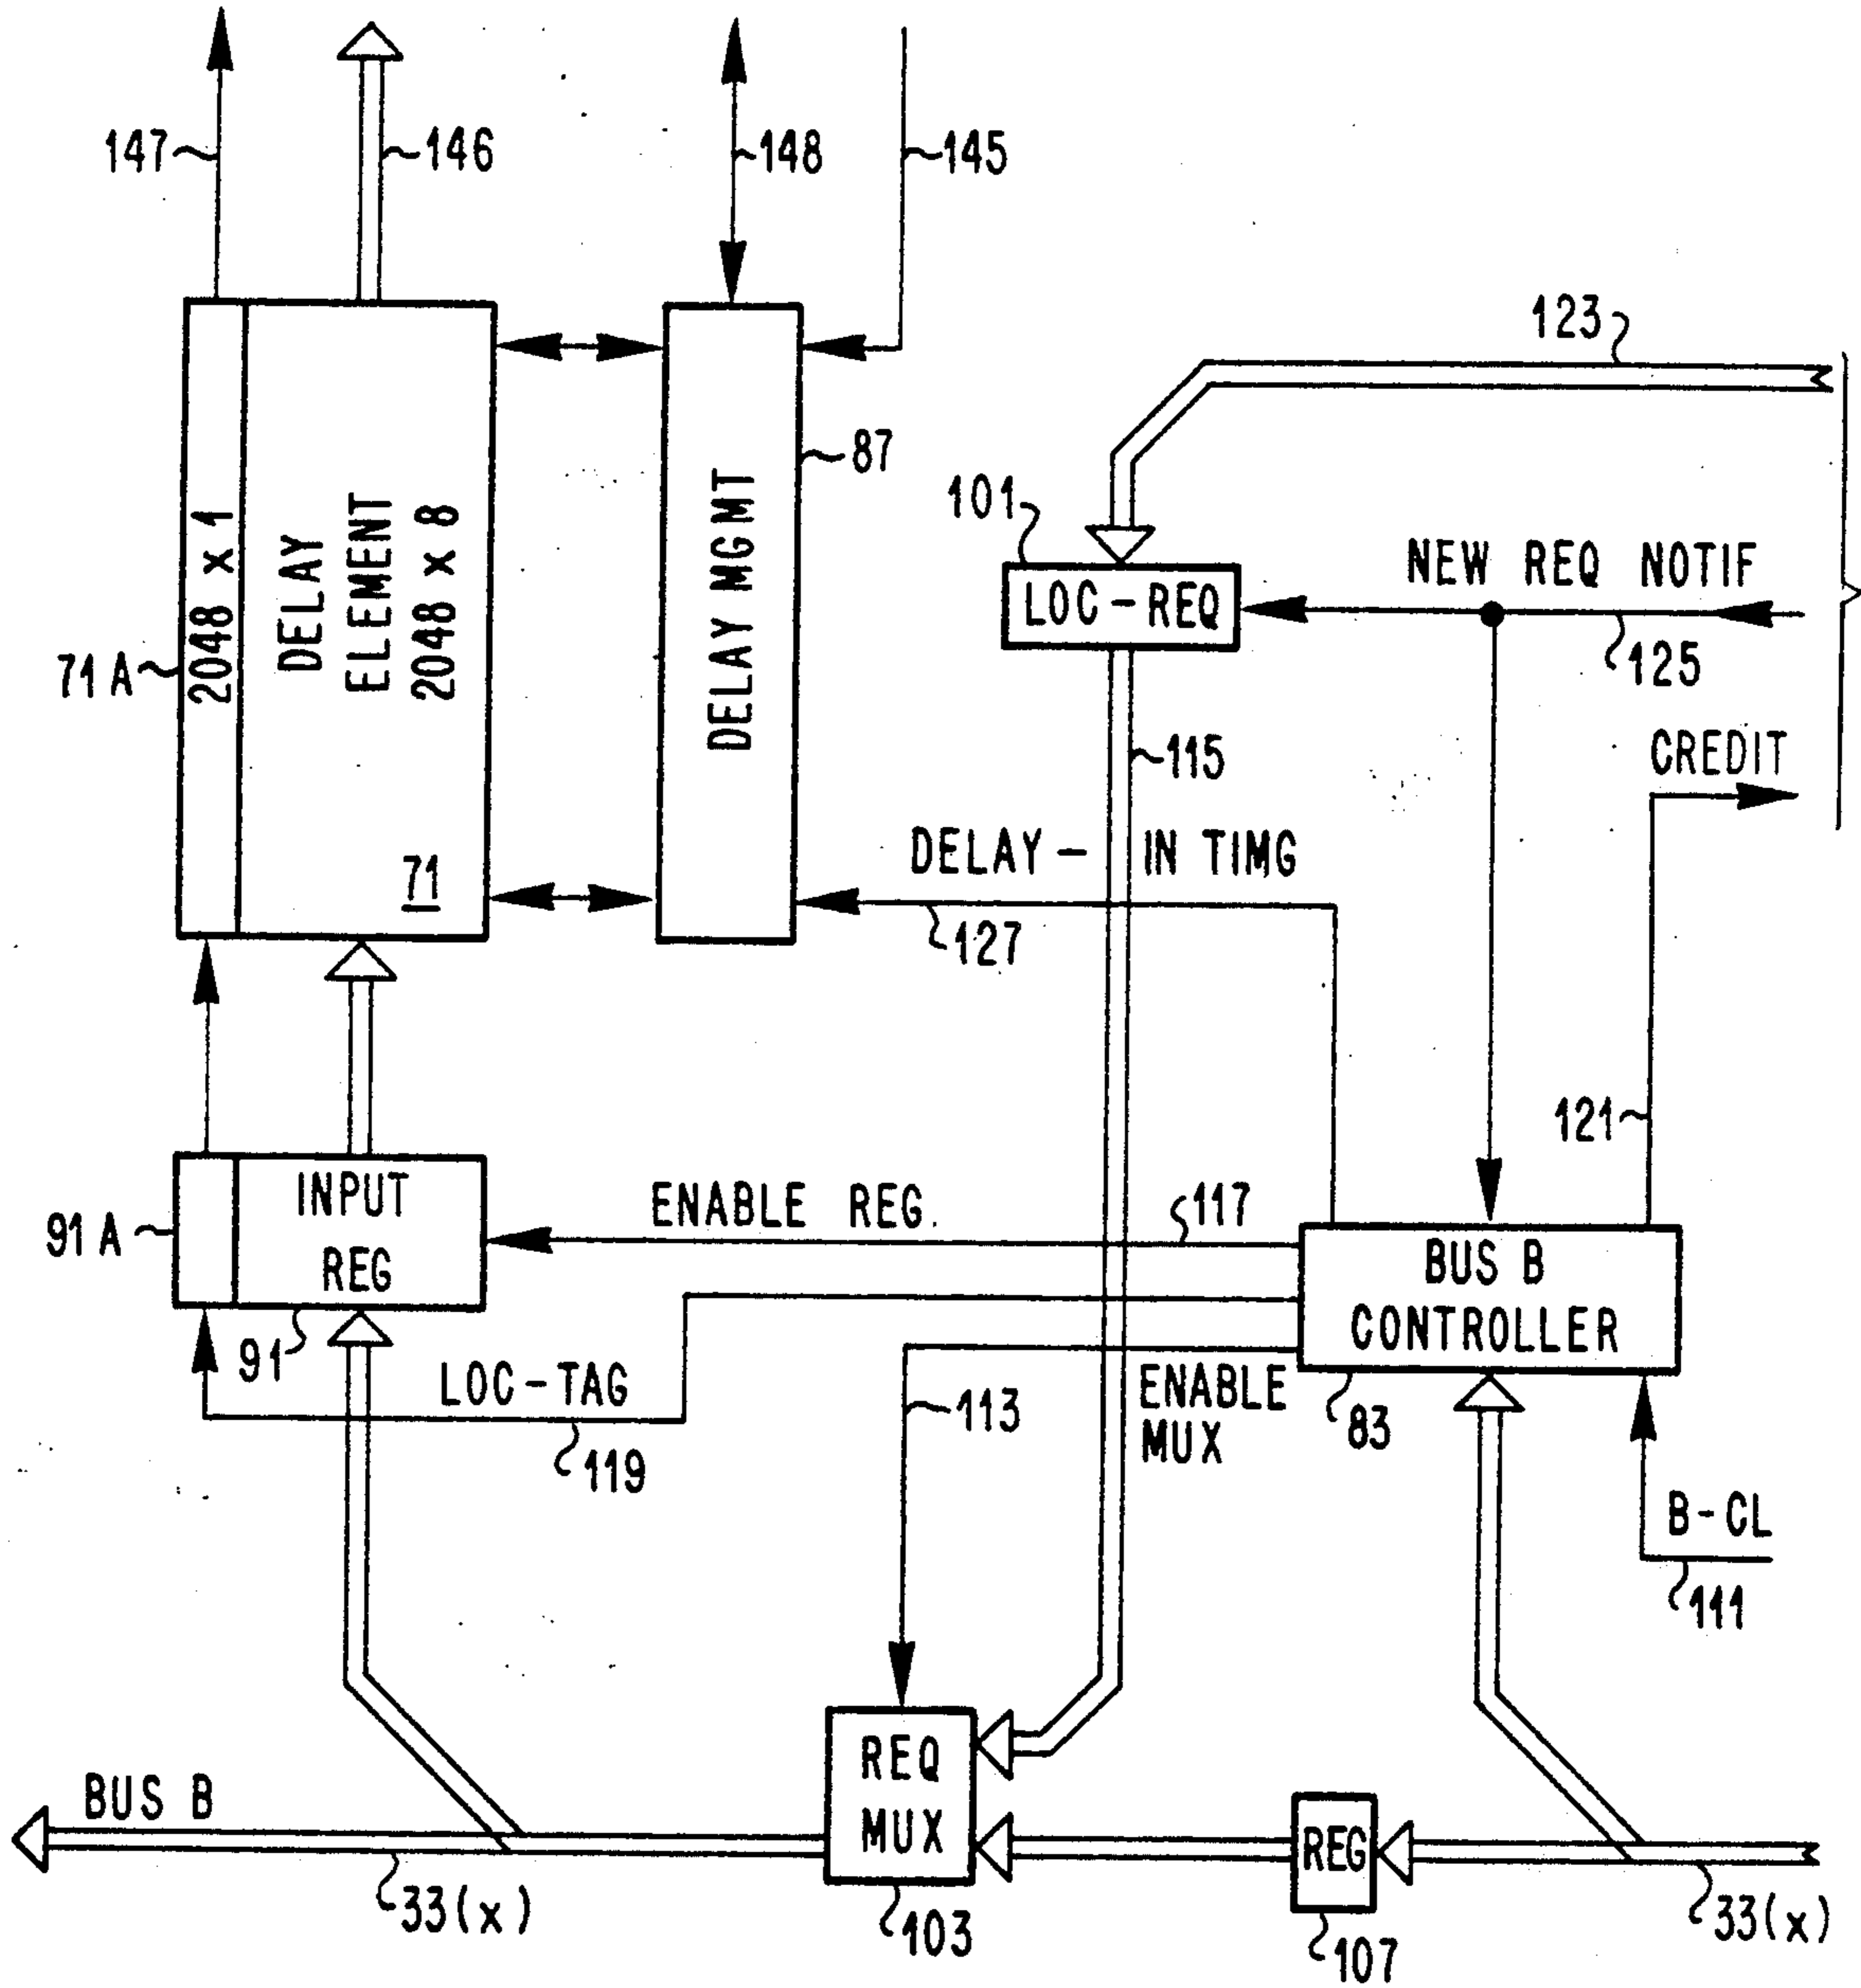 147
146
148
145
123
87
101
2048 x 1
DELAY
ELEMENT
2048 x 8
DELAY MGMT
LOC-REQ
NEW REQ NOTIF
125
71 A
115
CREDIT
DELAY-IN TIMG
71
127
121
ENABLE REG.
117
91 A
INPUT
REG
BUS B
CONTROLLER
91
LOC-TAG
119
113
ENABLE
MUX
83
B-CL
111
REQ
MUX
BUS B
REG
33(x)
103
107
33(x)